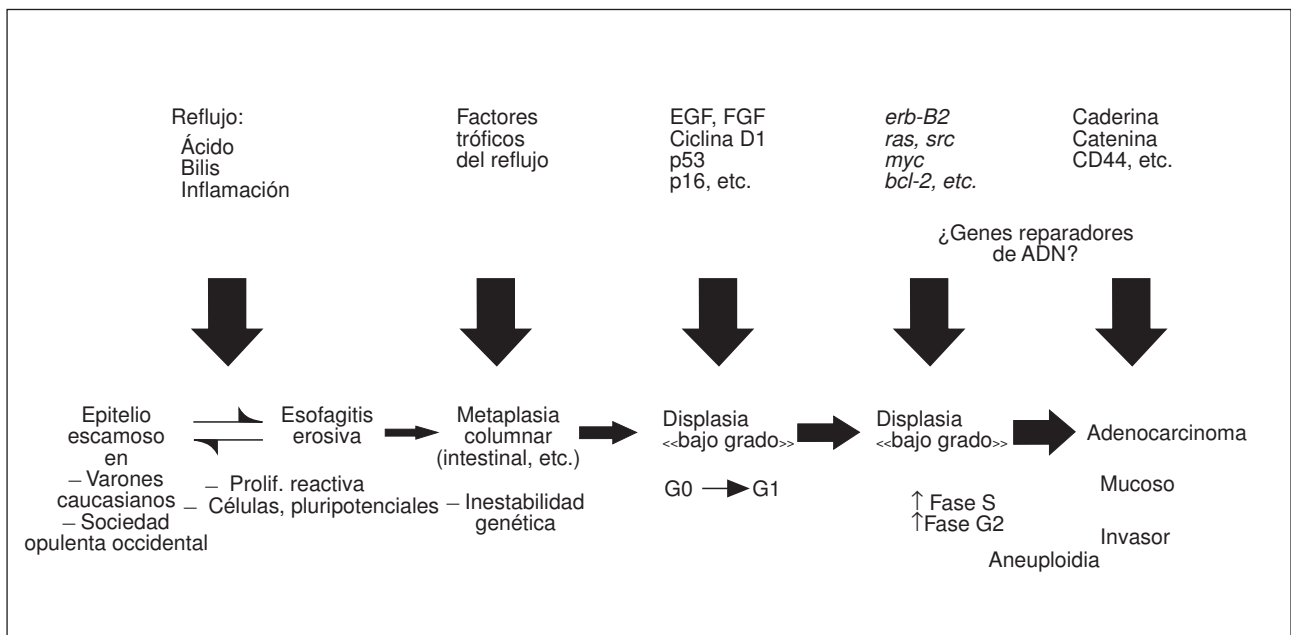 Reflujo:
Ácido
Bilis
Inflamación
Factores
tróficos
del reflujo
EGF, FGF
Ciclina D1
p53
p16, etc.
erb-B2
ras, src
myc
bcl-2, etc.
Caderina
Catenina
CD44, etc.
¿Genes reparadores
de ADN?
Epitelio
escamoso
en
– Varones
caucasianos
– Sociedad
opulenta occidental
Esofagitis
erosiva
– Prolif. reactiva
– Células, pluripotenciales
Metaplasia
columnar
(intestinal, etc.)
– Inestabilidad
genética
Displasia
<<bajo grado>>
G0 → G1
Displasia
<<bajo grado>>
↑ Fase S
↑Fase G2
Aneuploidia
Adenocarcinoma
Mucoso
Invasor